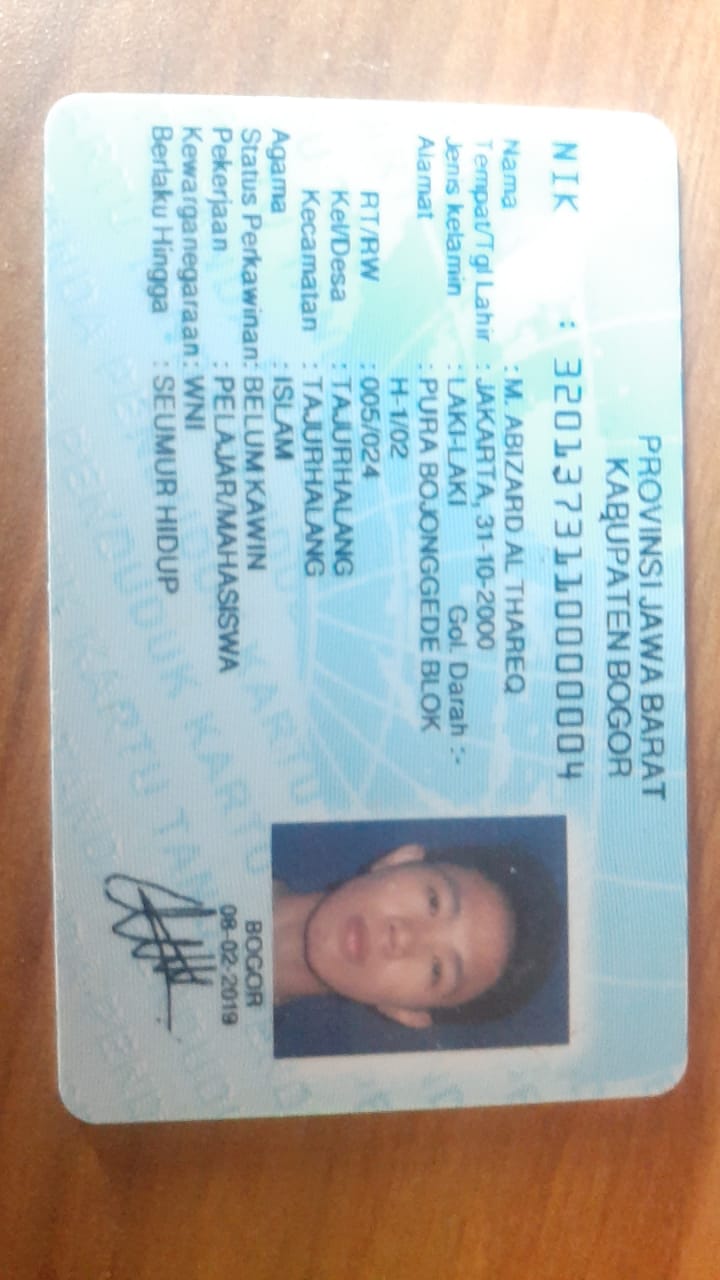 PROVINSI JAWA BARAT
KABUPATEN BOGOR
NIK : 3201373110000004
Nama : M. ABIZARD AL THAREQ
Tempat/Tgl Lahir : JAKARTA, 31-10-2000
Jenis kelamin : LAKI-LAKI Gol. Darah :-
Alamat : PURA BOJONGGEDE BLOK
H-1/02
RT/RW : 005/024
Kel/Desa : TAJURHALANG
Kecamatan : TAJURHALANG
Agama : ISLAM
Status Perkawinan: BELUM KAWIN
Pekerjaan : PELAJAR/MAHASISWA
Kewarganegaraan: WNI
Berlaku Hingga : SEUMUR HIDUP
BOGOR
08-02-2019